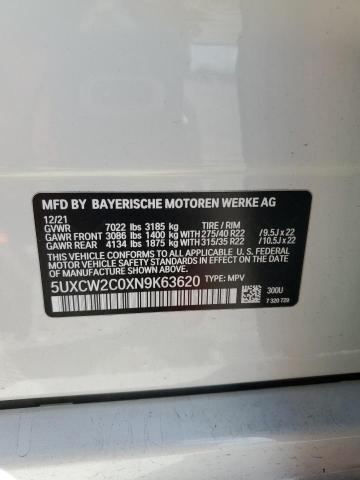 MFD BY BAYERISCHE MOTOREN WERKE AG
12/21
GVWR 7022 lbs 3185 kg TIRE / RIM
GAWR FRONT 3086 lbs 1400 kg WITH 275/40 R22 / 9.5J x 22
GAWR REAR 4134 lbs 1875 kg WITH 315/35 R22 / 10.5J x 22
THIS VEHICLE CONFORMS TO ALL APPLICABLE
U. S. FEDERAL MOTOR VEHICLE SAFETY
STANDARDS IN EFFECT ON THE DATE OF
MANUFACTURE SHOWN ABOVE.
5UXCW2C0XN9K63620 TYPE: MPV
300U
7 320 729